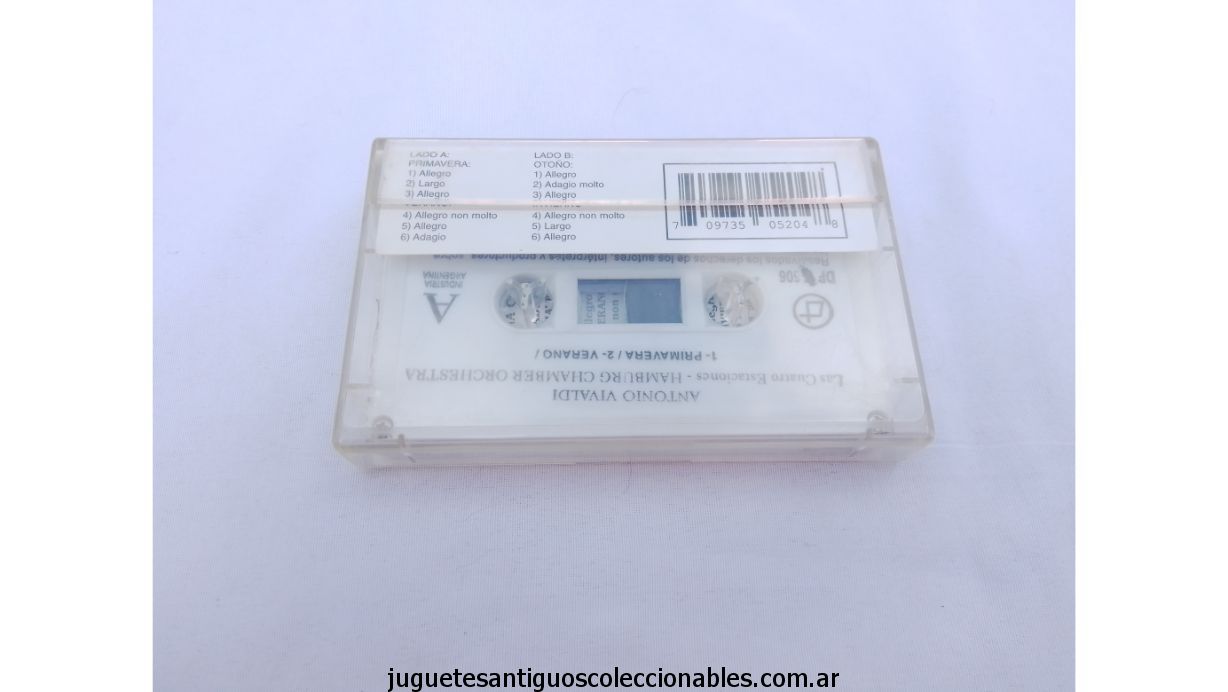 LADO A:
PRIMAVERA:
1) Allegro
2) Largo
3) Allegro
VERANO:
4) Allegro non molto
5) Allegro
6) Adagio
LADO B:
OTOÑO:
1) Allegro
2) Adagio molto
3) Allegro
INVIERNO
4) Allegro non molto
5) Largo
6) Allegro
7 09735 05204 8
ANTONIO VIVALDI
Las Cuatro Estaciones - HAMBURG CHAMBER ORCHESTRA
1- PRIMAVERA / 2- VERANO /
A
INDUSTRIA
ARGENTINA
Reservados los derechos de los autores, intérpretes y productores, sobre
juguetesantiguoscoleccionables.com.ar